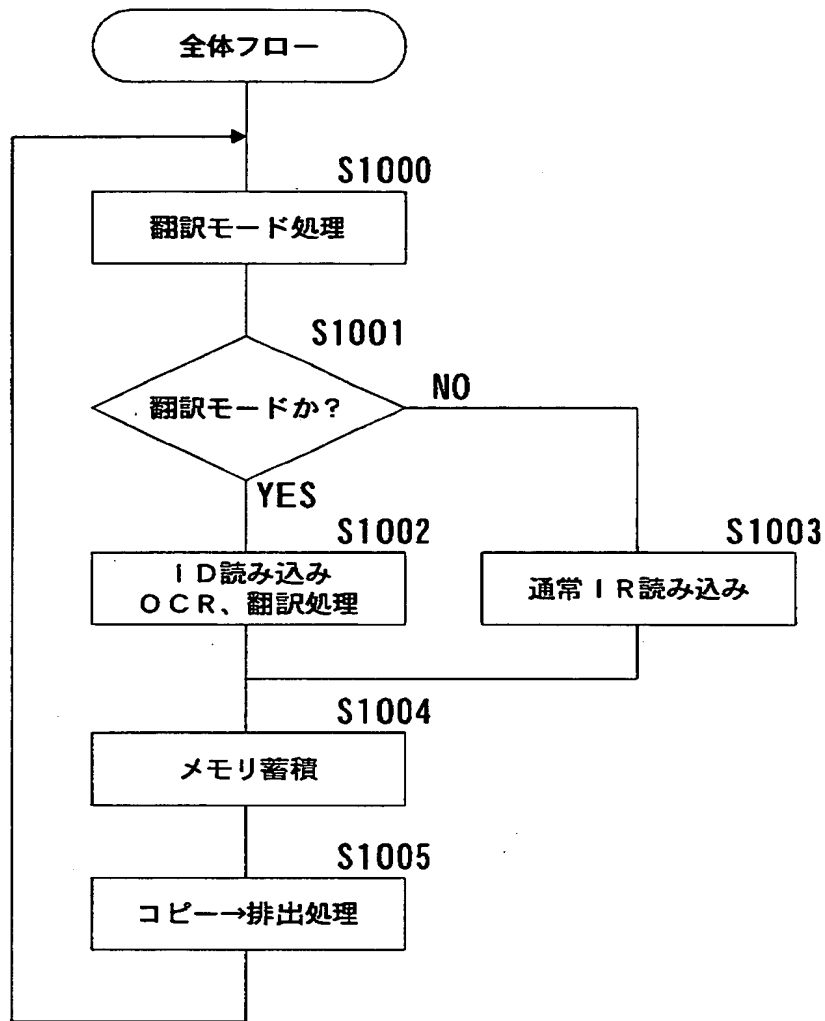 全体フロー
S1000
翻訳モード処理
S1001
翻訳モードか？
NO
YES
S1002
ＩＤ読み込み
ＯＣＲ、翻訳処理
S1003
通常ＩＲ読み込み
S1004
メモリ蓄積
S1005
コピー→排出処理